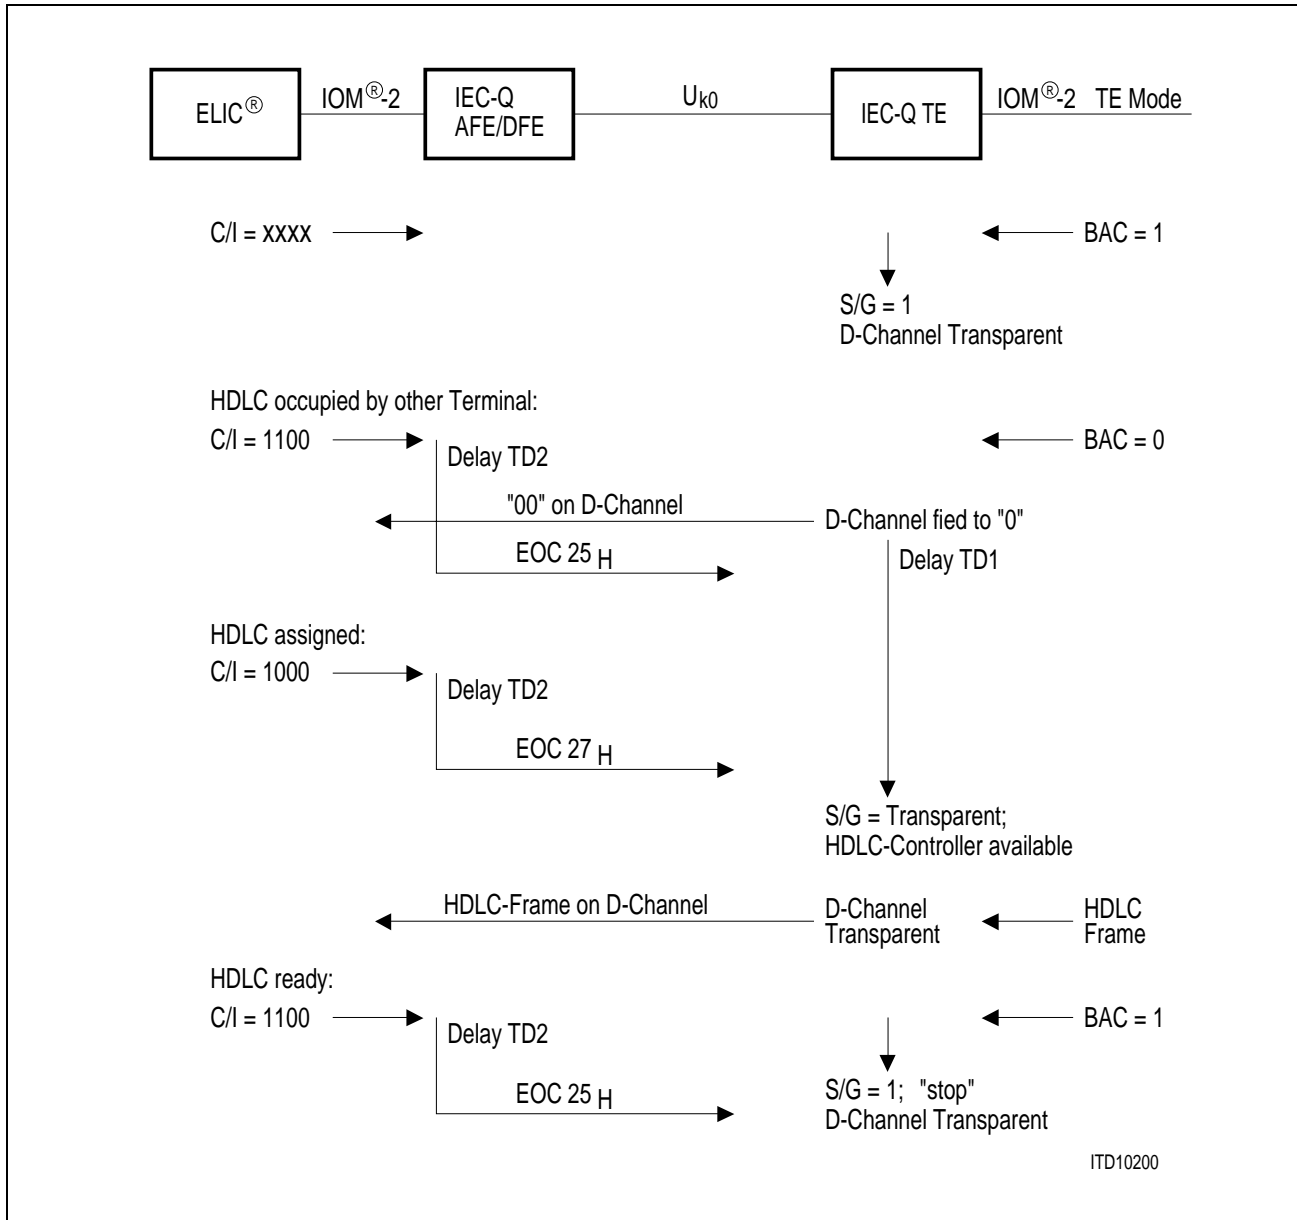 ELIC® IOM®-2 IEC-Q AFE/DFE Uk0 IEC-Q TE IOM®-2 TE Mode
C/I = xxxx BAC = 1
S/G = 1
D-Channel Transparent
HDLC occupied by other Terminal:
C/I = 1100 BAC = 0
Delay TD2
"00" on D-Channel D-Channel fied to "0"
EOC 25 H Delay TD1
HDLC assigned:
C/I = 1000
Delay TD2
EOC 27 H
S/G = Transparent;
HDLC-Controller available
HDLC-Frame on D-Channel D-Channel HDLC
Transparent Frame
HDLC ready:
C/I = 1100 BAC = 1
Delay TD2
EOC 25 H S/G = 1; "stop"
D-Channel Transparent
ITD10200